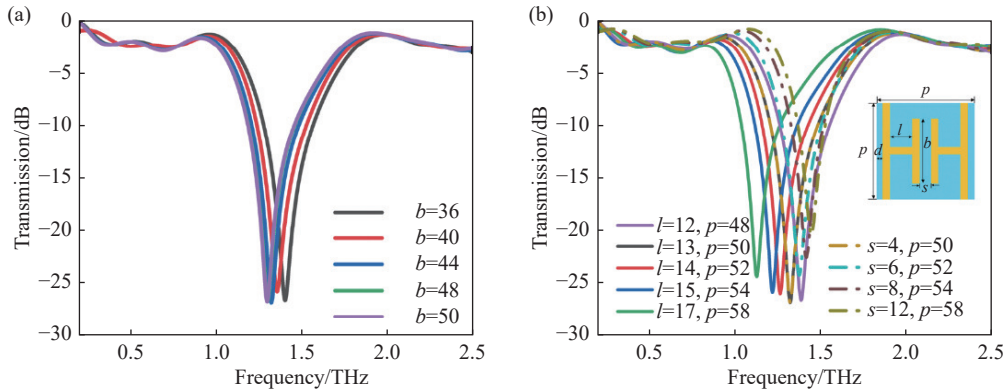 (a)
Transmission/dB
0
−5
−10
−15
−20
−25
−30
b=36
b=40
b=44
b=48
b=50
0.5 1.0 1.5 2.0 2.5
Frequency/THz
(b)
Transmission/dB
0
−5
−10
−15
−20
−25
−30
p
l
b
d
p
s
l=12, p=48
l=13, p=50
l=14, p=52
l=15, p=54
l=17, p=58
s=4, p=50
s=6, p=52
s=8, p=54
s=12, p=58
0.5 1.0 1.5 2.0 2.5
Frequency/THz